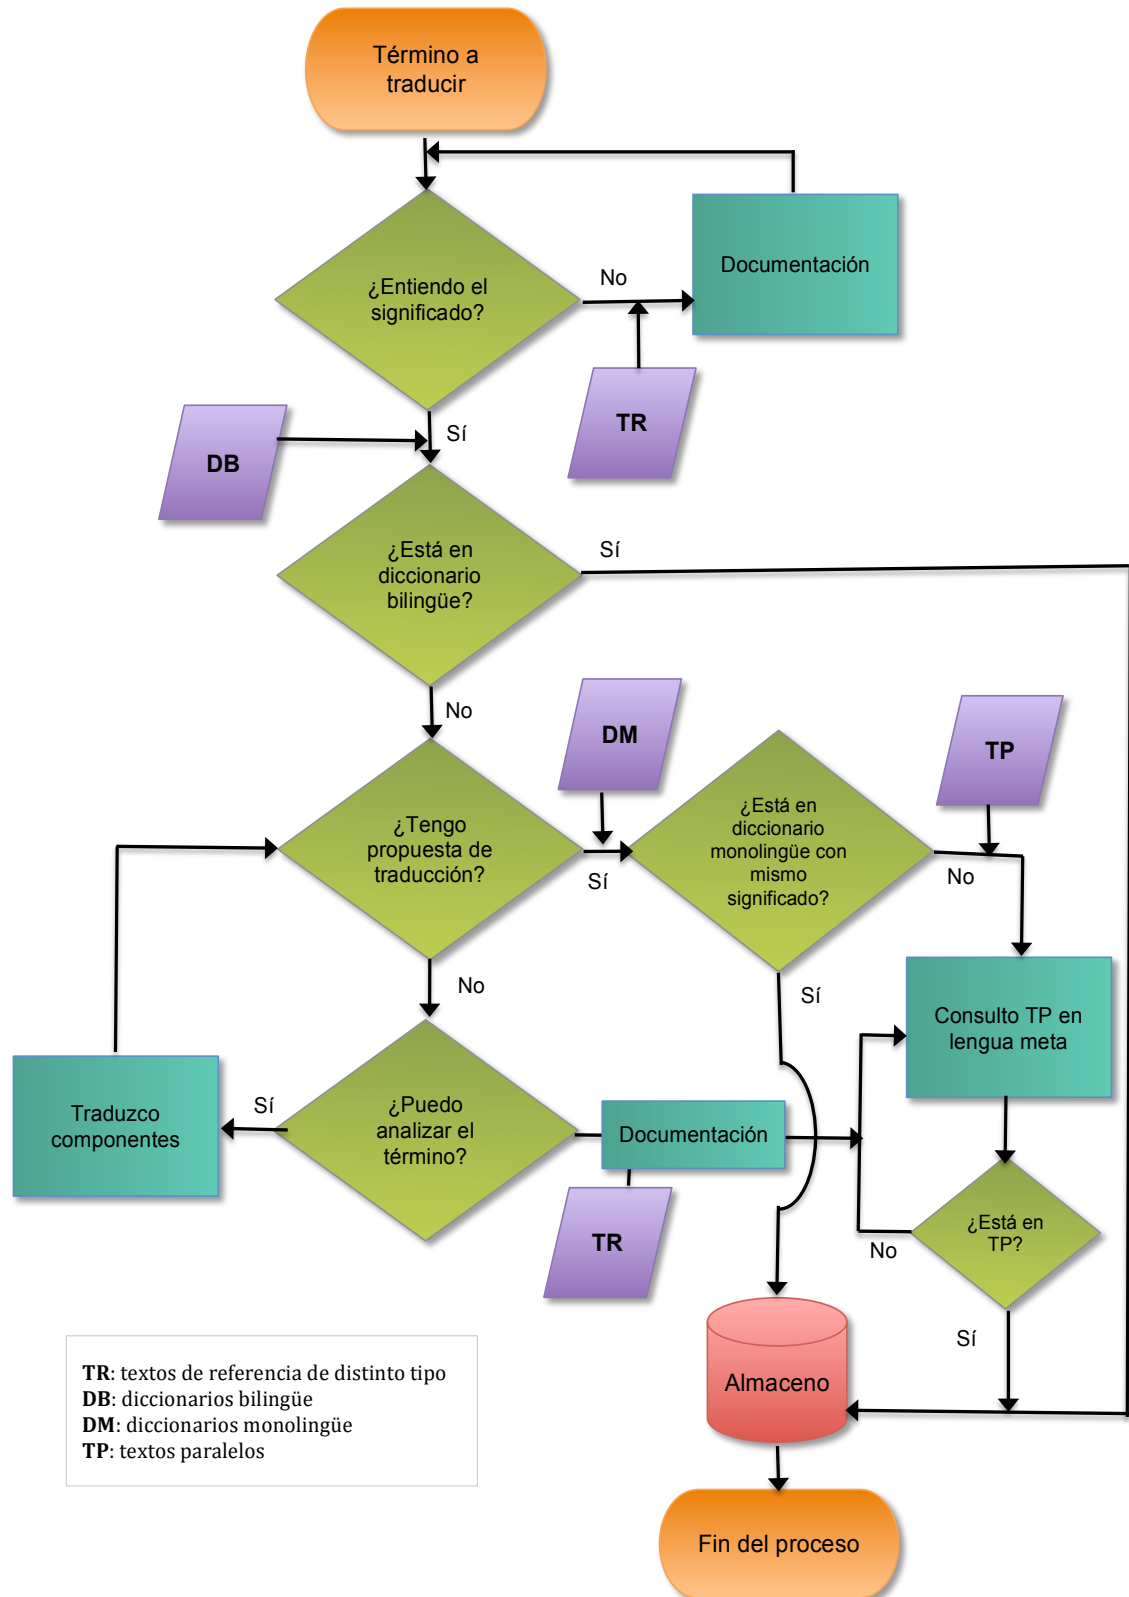 Término a
traducir
¿Entiendo el
significado?
No
Documentación
TR
Sí
DB
¿Está en
diccionario
bilingüe?
Sí
No
DM
TP
¿Tengo
propuesta de
traducción?
Sí
¿Está en
diccionario
monolingüe con
mismo
significado?
No
No
Sí
Consulto TP en
lengua meta
Traduzco
componentes
Sí
¿Puedo
analizar el
término?
Documentación
TR
¿Está en
TP?
No
Sí
Almaceno
TR: textos de referencia de distinto tipo
DB: diccionarios bilingüe
DM: diccionarios monolingüe
TP: textos paralelos
Fin del proceso